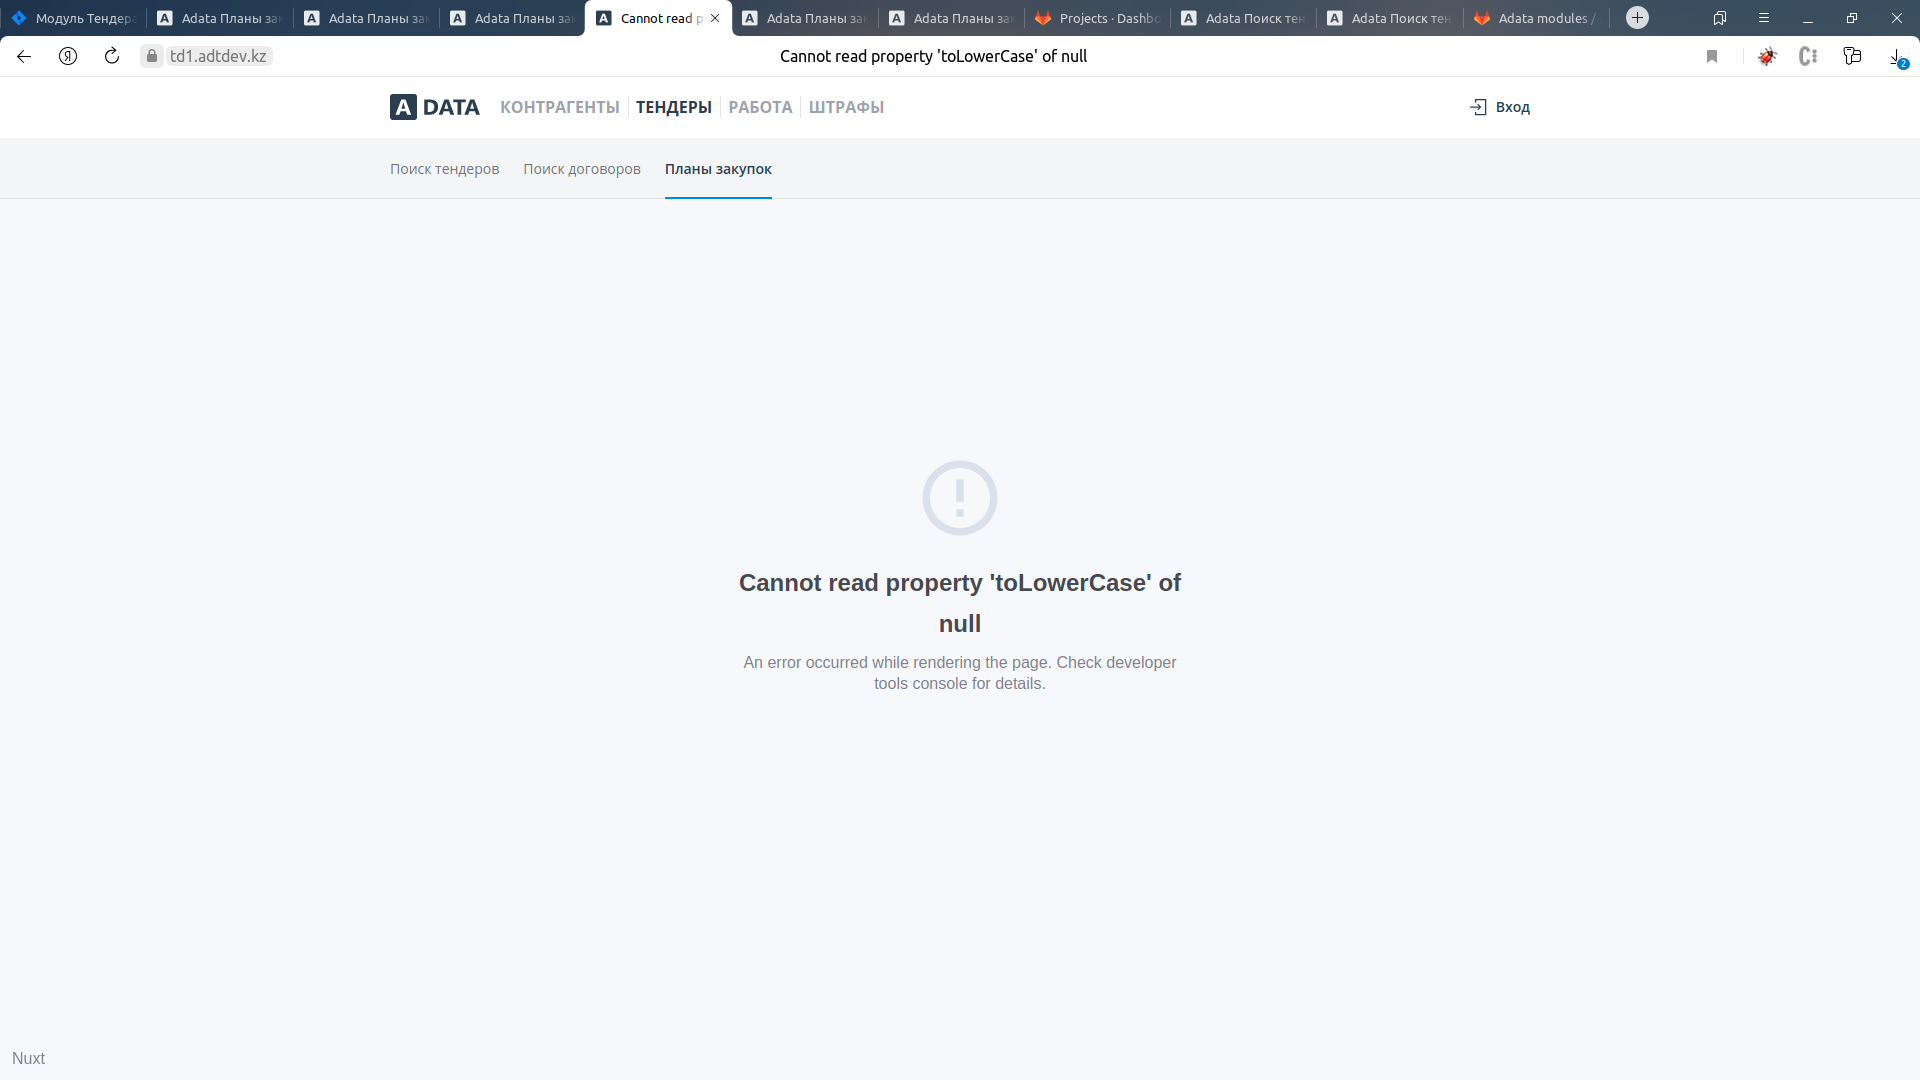 Модуль Тендера
Adata Планы за
Adata Планы за
Adata Планы за
Cannot read p
Adata Планы за
Adata Планы за
Projects · Dashbo
Adata Поиск тен
Adata Поиск тен
Adata modules /
Я
td1.adtdev.kz
Cannot read property 'toLowerCase' of null
2
A DATA
КОНТРАГЕНТЫ
ТЕНДЕРЫ
РАБОТА
ШТРАФЫ
Вход
Поиск тендеров
Поиск договоров
Планы закупок
Cannot read property 'toLowerCase' of
null
An error occurred while rendering the page. Check developer
tools console for details.
Nuxt